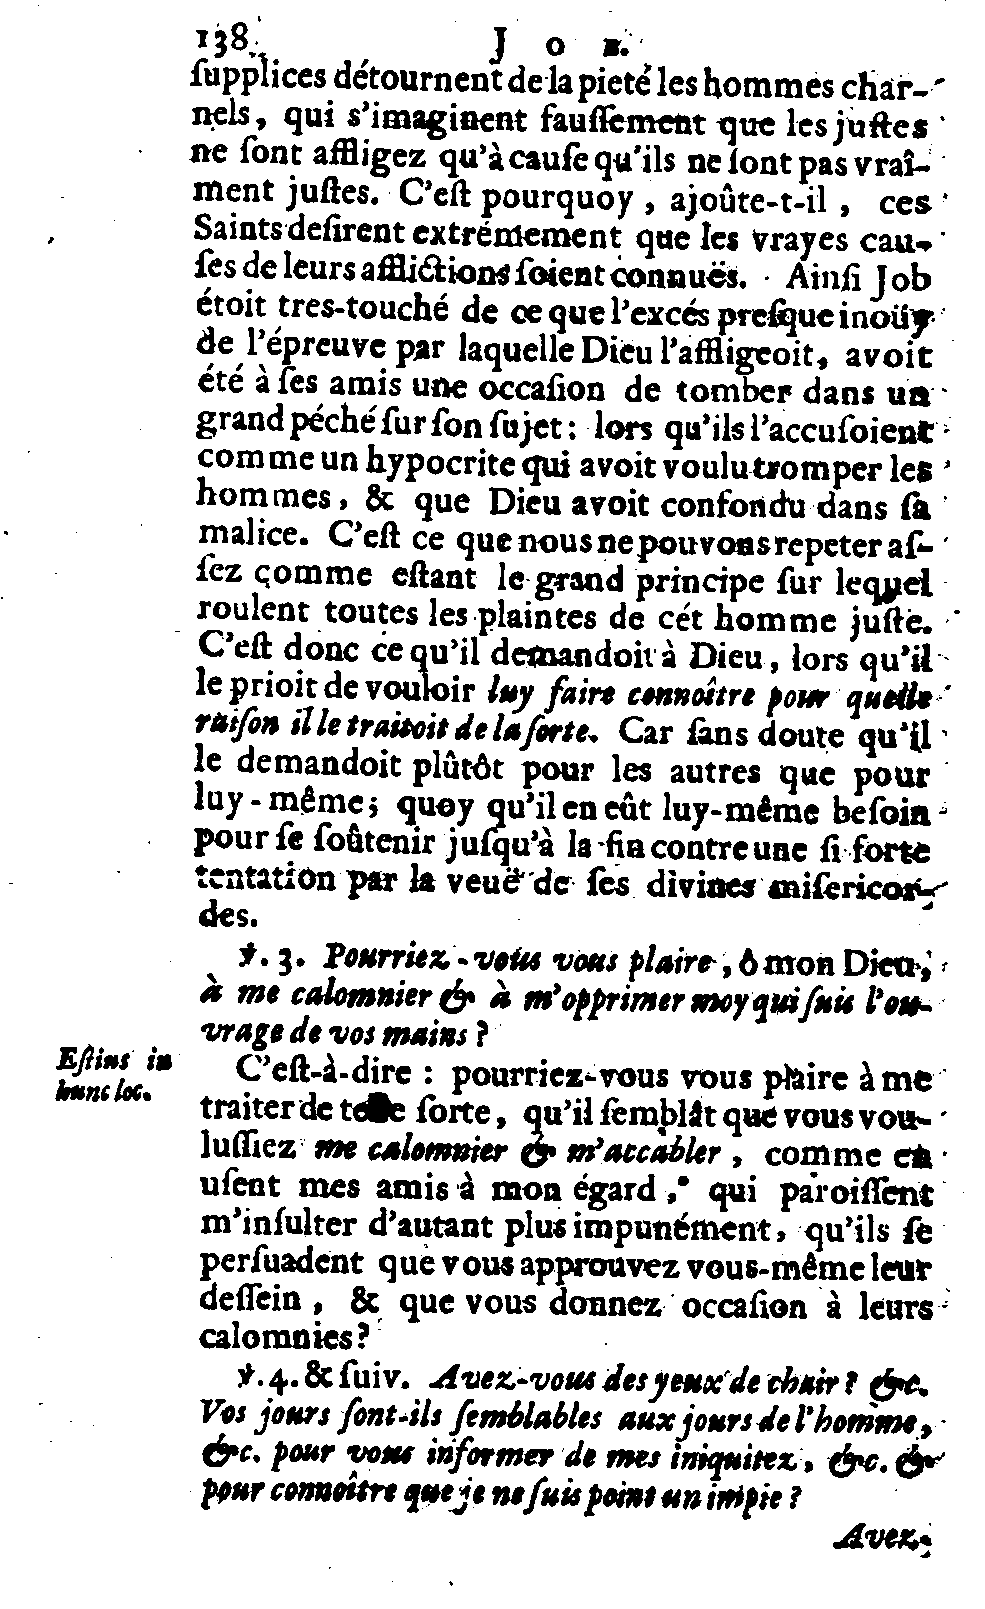 138 JOB.
ſupplices détournent de la pieté les hommes char-
nels, qui s'imaginent fauſſement que les juſtes
ne ſont affligez qu'à cauſe qu'ils ne ſont pas vraî-
ment juſtes. C'eſt pourquoy, ajoûte-t-il, ces
Saints deſirent extrémement que les vrayes cau-
ſes de leurs afflictions ſoient connuës. Ainſi Job
étoit tres-touché de ce que l'excés preſque inoüy
de l'épreuve par laquelle Dieu l'affligeoit, avoit
été à ſes amis une occaſion de tomber dans un
grand péché ſur ſon ſujet: lors qu'ils l'accuſoient
comme un hypocrite qui avoit voulu tromper les
hommes, & que Dieu avoit confondu dans ſa
malice. C'eſt ce que nous ne pouvons repeter aſ-
ſez comme eſtant le grand principe ſur lequel
roulent toutes les plaintes de cét homme juſte.
C'eſt donc ce qu'il demandoit à Dieu, lors qu'il
le prioit de vouloir luy faire connoître pour quelle
raiſon il le traitoit de la ſorte. Car ſans doute qu'il
le demandoit plûtôt pour les autres que pour
luy-même; quoy qu'il en eût luy-même beſoin
pour ſe ſoûtenir juſqu'à la fin contre une ſi forte
tentation par la veuë de ſes divines miſericor-
des.
℣. 3. Pourriez-vous vous plaire, ô mon Dieu,
à me calomnier & à m'opprimer moy qui ſuis l'ou-
vrage de vos mains?
Eſtius in
hunc loc.
C'eſt-à-dire: pourriez-vous vous plaire à me
traiter de telle ſorte, qu'il ſemblât que vous vou-
luſſiez me calomnier & m'accabler, comme en
uſent mes amis à mon égard, qui paroiſſent
m'inſulter d'autant plus impunément, qu'ils ſe
perſuadent que vous approuvez vous-même leur
deſſein, & que vous donnez occaſion à leurs
calomnies?
℣. 4. & ſuiv. Avez-vous des yeux de chair? &c.
Vos jours ſont-ils ſemblables aux jours de l'homme,
&c. pour vous informer de mes iniquitez, &c. &
pour connoître que je ne ſuis point un impie?
Avez-